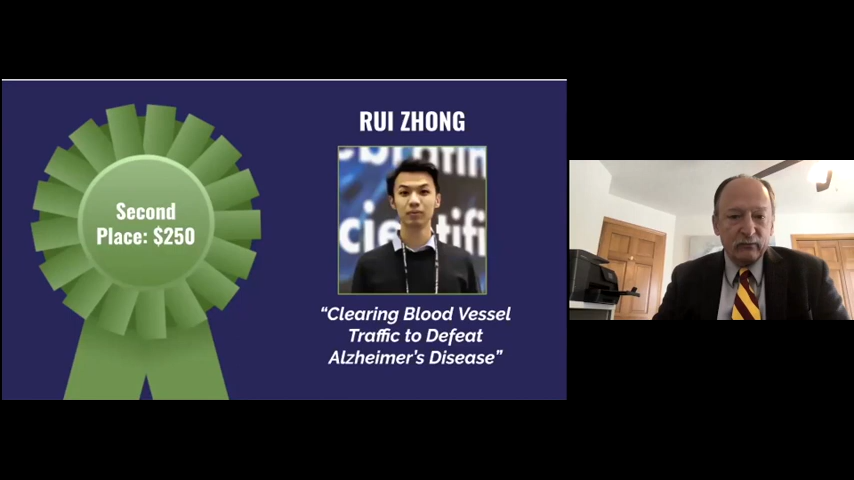 RUI ZHONG
Second
Place: $250
“Clearing Blood Vessel
Traffic to Defeat
Alzheimer’s Disease”